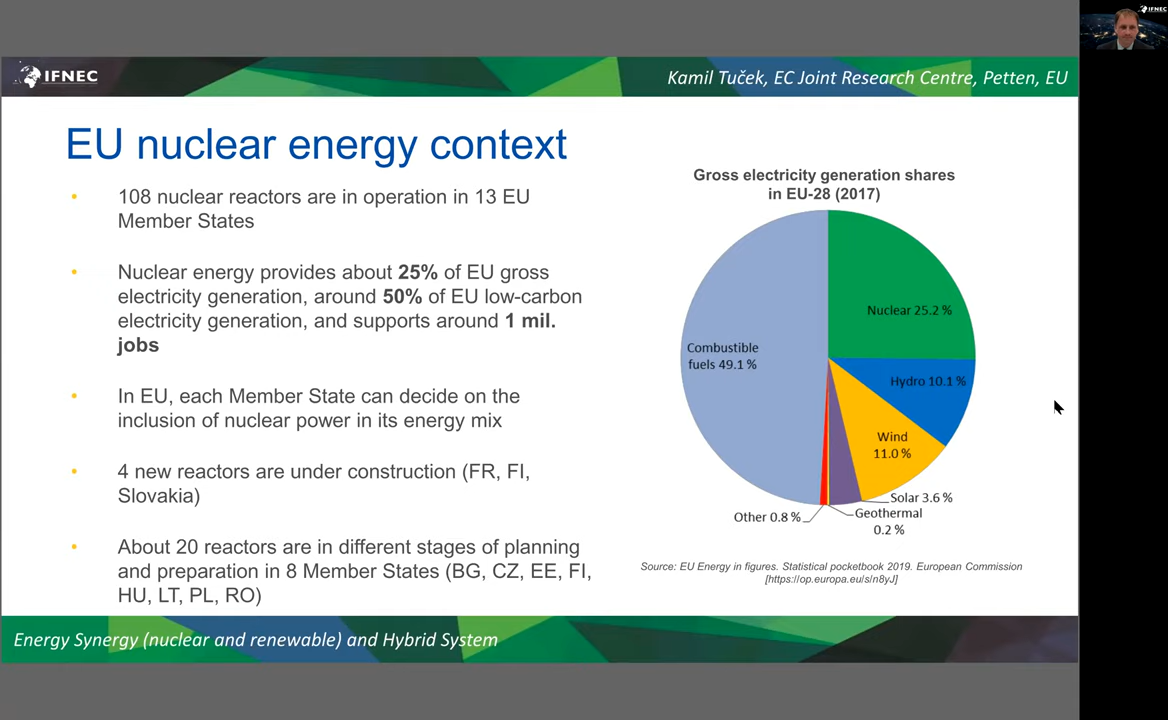 IFNEC
IFNEC
Kamil Tuček, EC Joint Research Centre, Petten, EU
EU nuclear energy context
• 108 nuclear reactors are in operation in 13 EU
Member States
• Nuclear energy provides about 25% of EU gross
electricity generation, around 50% of EU low-carbon
electricity generation, and supports around 1 mil.
jobs
• In EU, each Member State can decide on the
inclusion of nuclear power in its energy mix
• 4 new reactors are under construction (FR, FI,
Slovakia)
• About 20 reactors are in different stages of planning
and preparation in 8 Member States (BG, CZ, EE, FI,
HU, LT, PL, RO)
Gross electricity generation shares
in EU-28 (2017)
Nuclear 25.2 %
Combustible
fuels 49.1 %
Hydro 10.1 %
Wind
11.0 %
Solar 3.6 %
Geothermal
0.2 %
Other 0.8 %
Source: EU Energy in figures. Statistical pocketbook 2019. European Commission
[https://op.europa.eu/s/n8yJ]
Energy Synergy (nuclear and renewable) and Hybrid System